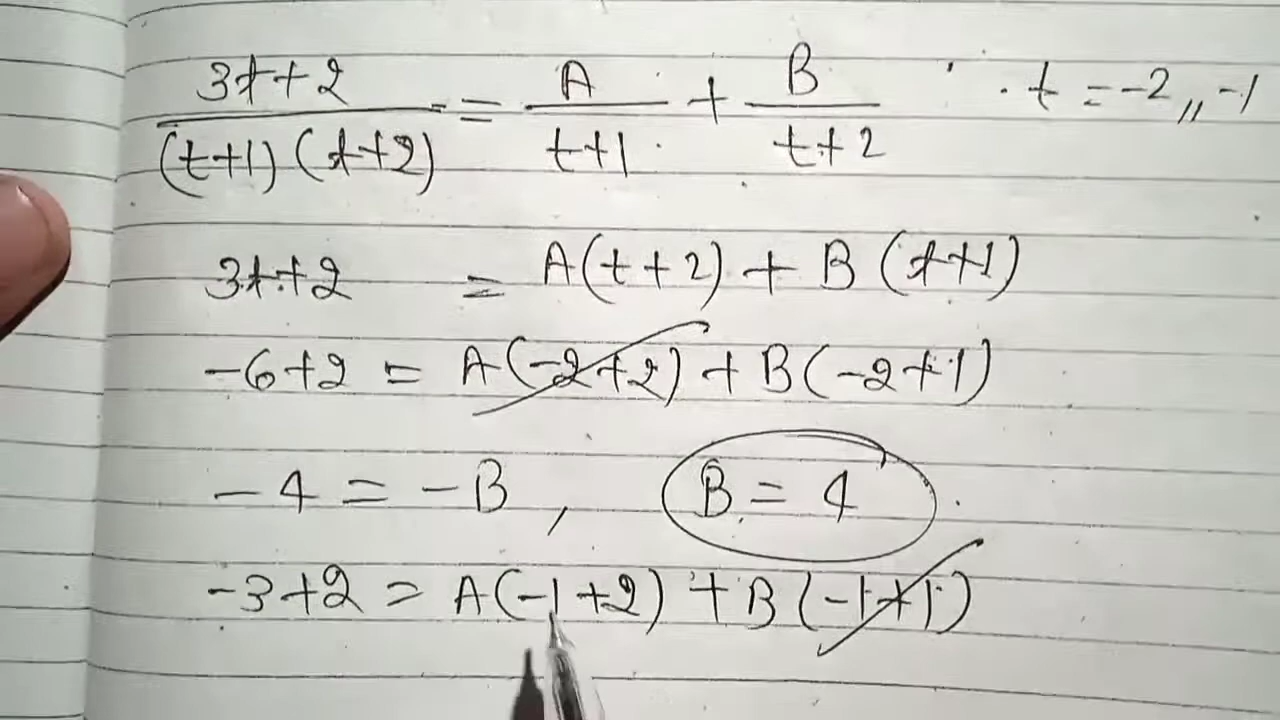 3t+2/(t+1)(t+2) = A/t+1 + B/t+2 t = -2,, -1
3t+2 = A(t+2) + B(t+1)
-6+2 = A(-2+2) + B(-2+1)
-4 = -B, B = 4
-3+2 = A(-1+2) + B(-1+1)